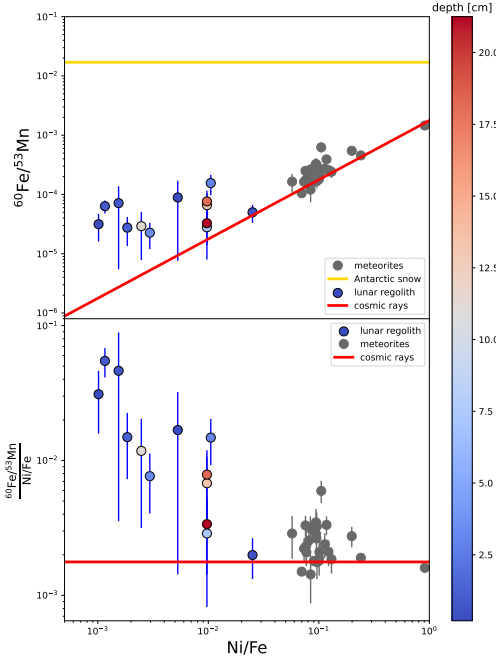 depth [cm]
10⁻¹
10⁻²
10⁻³
10⁻⁴
10⁻⁵
10⁻⁶
⁶⁰Fe/⁵³Mn
meteorites
Antarctic snow
lunar regolith
cosmic rays
10⁻¹
10⁻²
10⁻³
⁶⁰Fe/⁵³Mn
Ni/Fe
lunar regolith
meteorites
cosmic rays
10⁻³
10⁻²
10⁻¹
10⁰
Ni/Fe
20.0
17.5
15.0
12.5
10.0
7.5
5.0
2.5